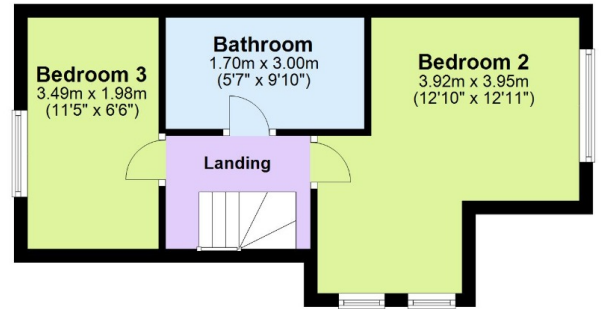 Bedroom 3
3.49m x 1.98m
(11'5" x 6'6")
Bathroom
1.70m x 3.00m
(5'7" x 9'10")
Bedroom 2
3.92m x 3.95m
(12'10" x 12'11")
Landing